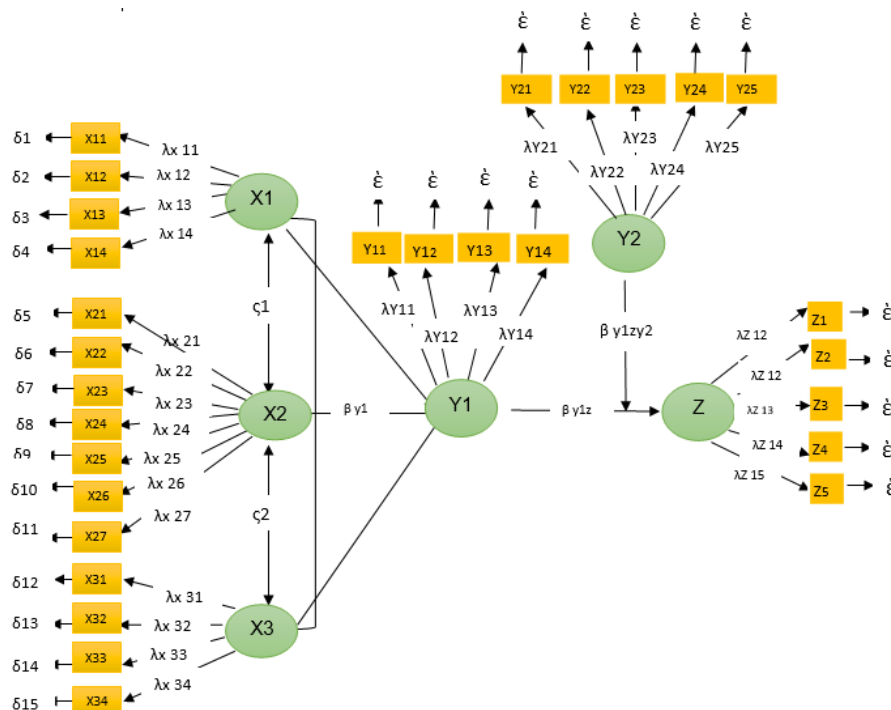 έ έ έ έ έ
Y21 Y22 Y23 Y24 Y25
λY21 λY22 λY23 λY24 λY25
Y2
δ1 X11 λx 11
δ2 X12 λx 12
δ3 X13 λx 13
δ4 X14 λx 14
X1
έ έ έ έ
Y11 Y12 Y13 Y14
λY11 λY12 λY13 λY14
ς1
β y1zy2
δ5 X21 λx 21
δ6 X22 λx 22
δ7 X23 λx 23
δ8 X24 λx 24
δ9 X25 λx 25
δ10 X26 λx 26
δ11 X27 λx 27
X2
β y1
Y1
β y1z
Z
λZ 12 Z1 έ
λZ 12 Z2 έ
λZ 13 Z3 έ
λZ 14 Z4 έ
λZ 15 Z5 έ
ς2
δ12 X31 λx 31
δ13 X32 λx 32
δ14 X33 λx 33
δ15 X34 λx 34
X3